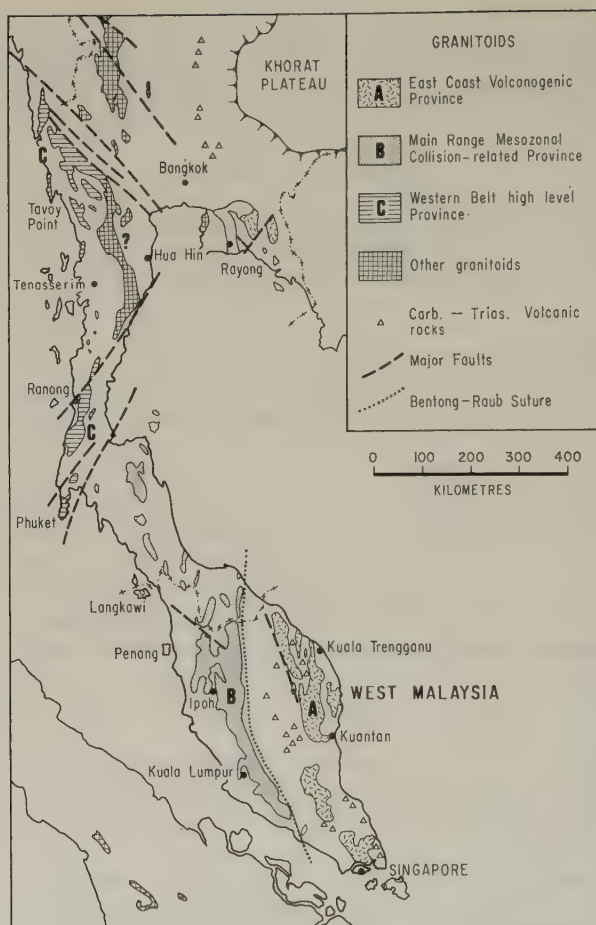 KHORAT
PLATEAU
Bangkok
C
Tavoy
Point
?
Hua Hin
Rayong
Tenasserim
Ranong
C
Phuket
Langkawi
Kuala Trengganu
Penang
WEST MALAYSIA
B
Ipoh
A
Kuantan
Kuala Lumpur
SINGAPORE
GRANITOIDS
A
East Coast Volcanogenic
Province
B
Main Range Mesozonal
Collision-related Province
C
Western Belt high level
Province
Other granitoids
Carb. — Trias. Volcanic
rocks
Major Faults
Bentong-Raub Suture
0 100 200 300 400
KILOMETRES